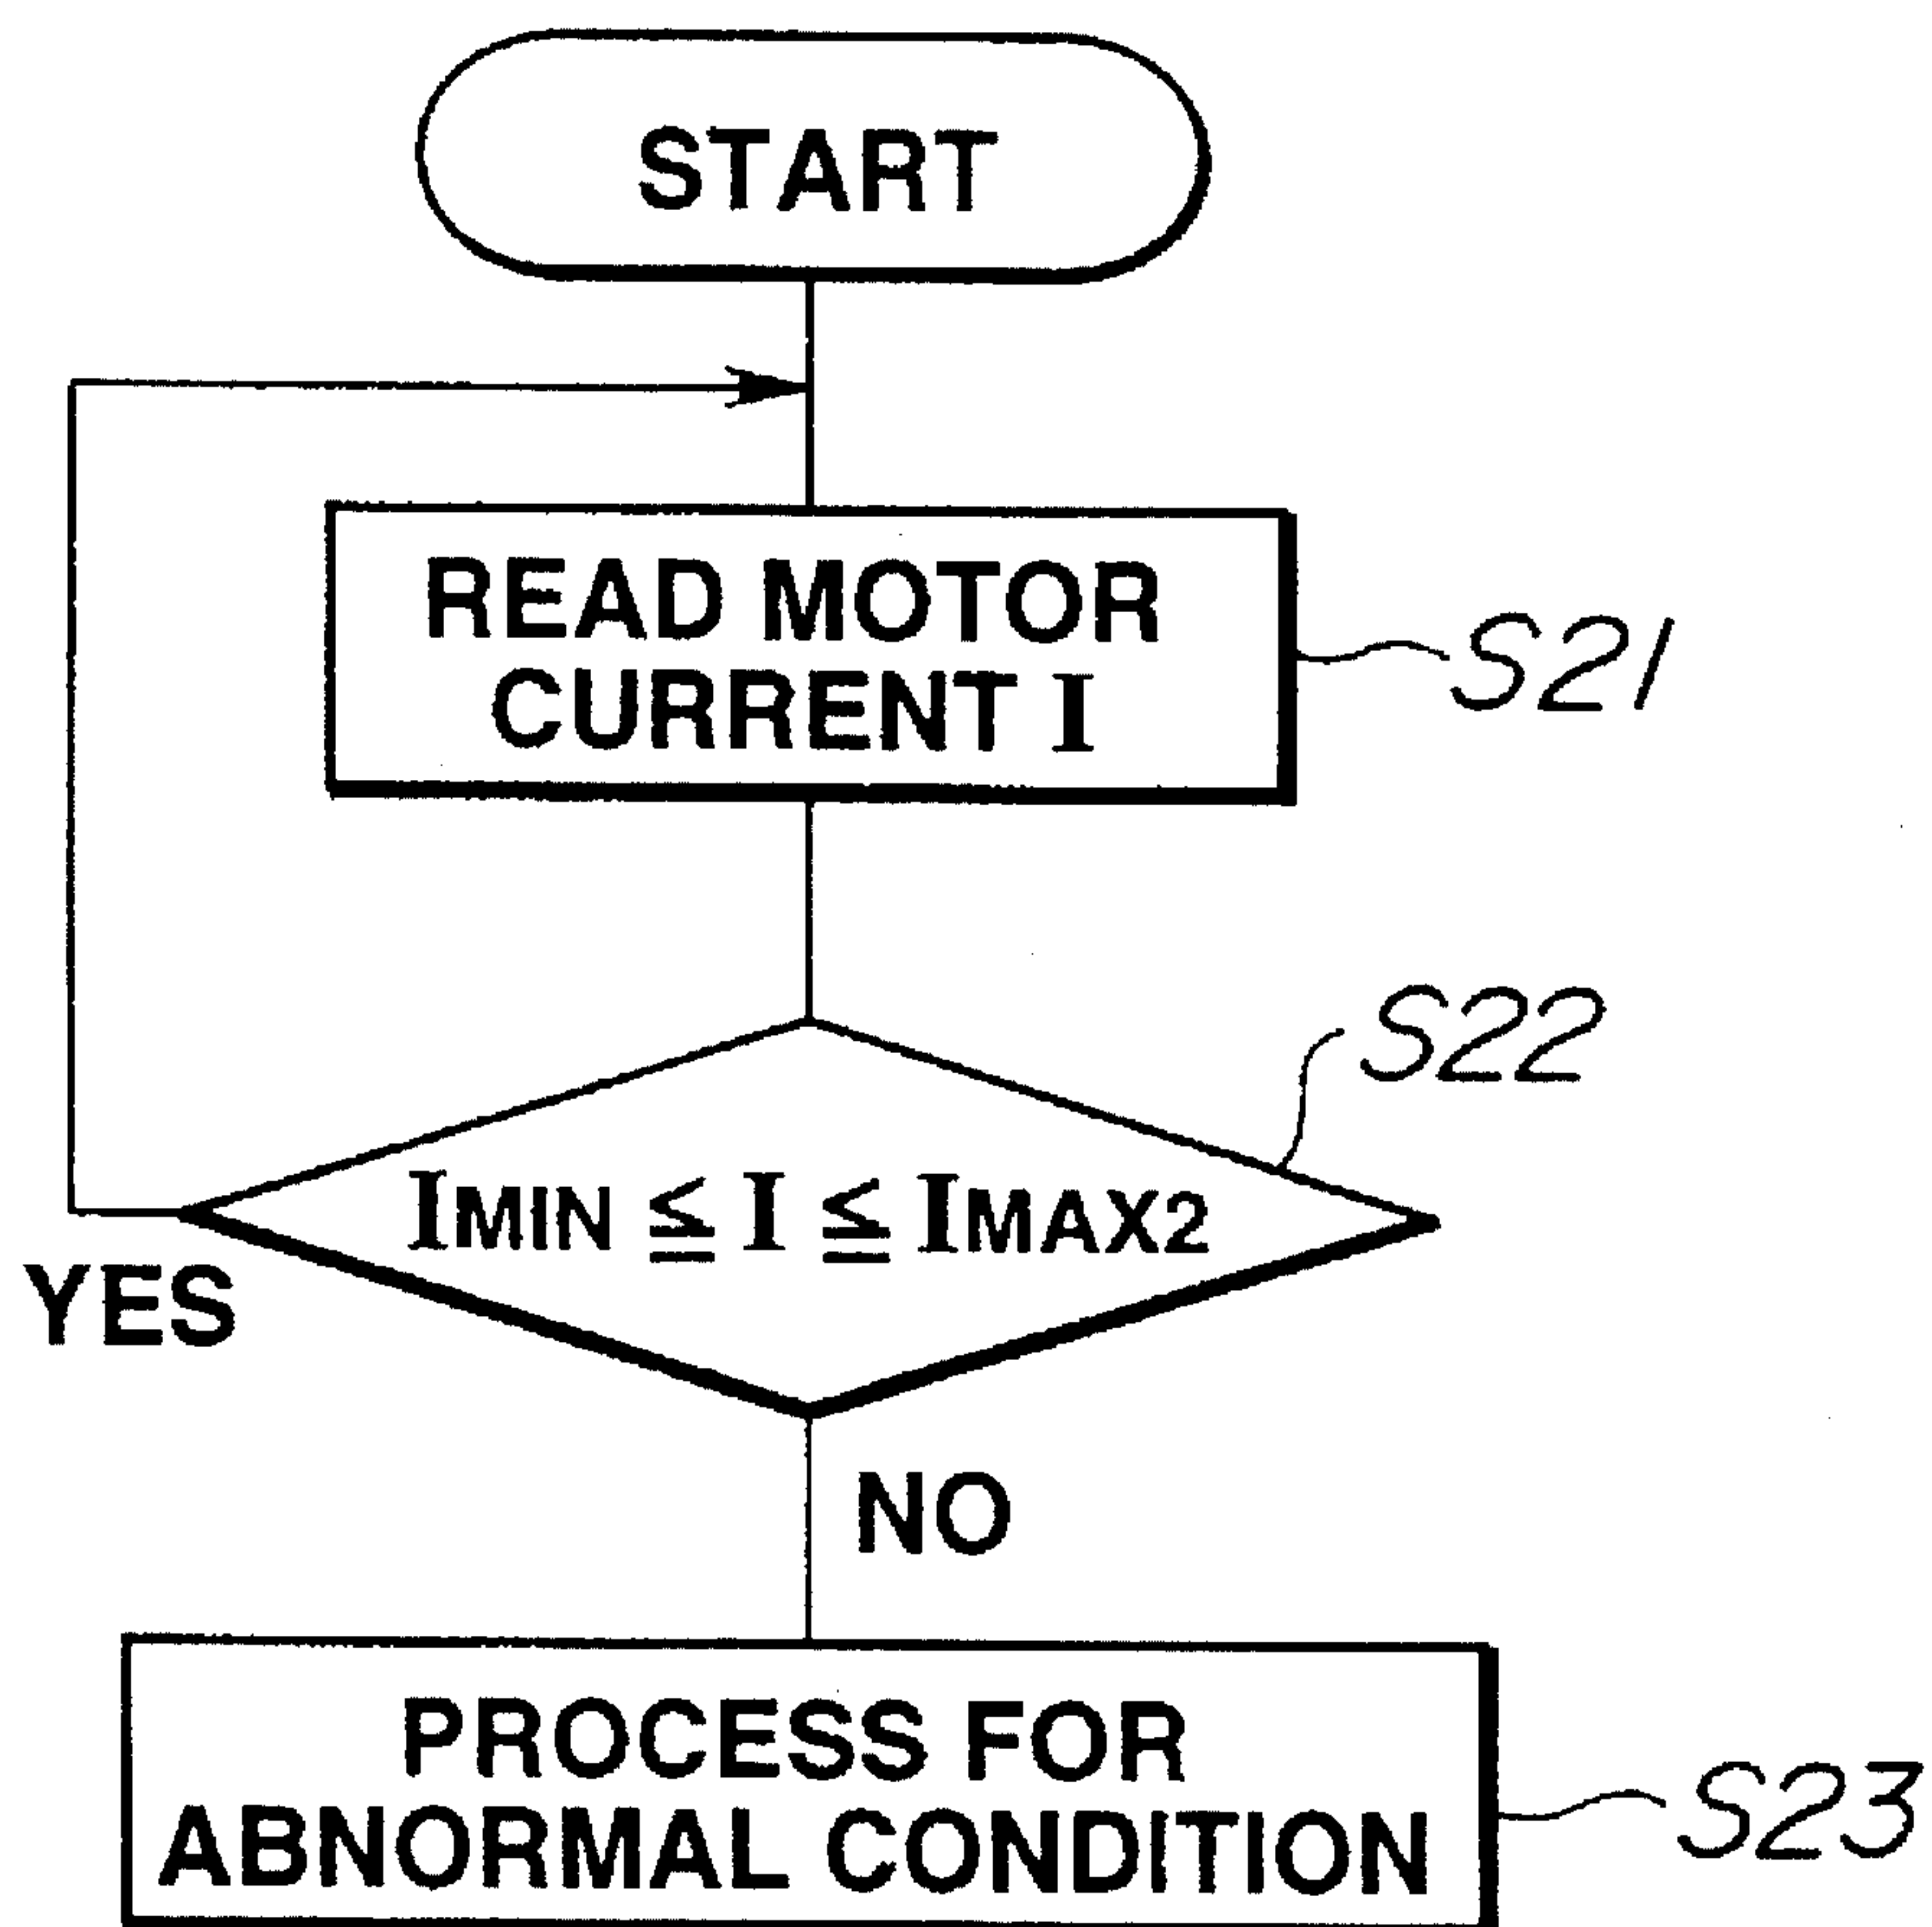 START
READ MOTOR
CURRENT I
S21
S22
IMIN ≦ I ≦ IMAX2
YES
NO
PROCESS FOR
ABNORMAL CONDITION
S23